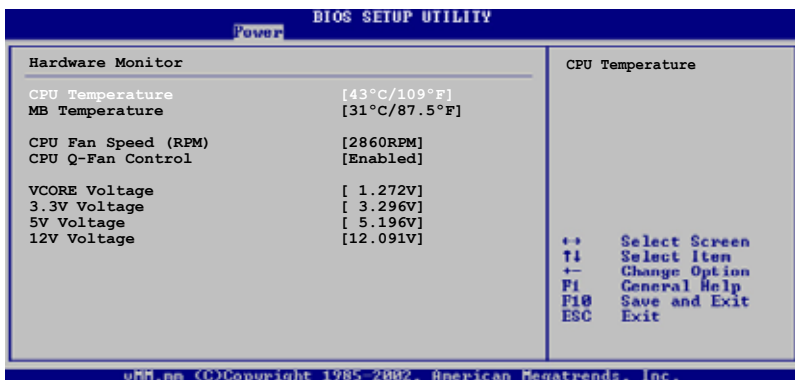 BIOS SETUP UTILITY
Power
Hardware Monitor
CPU Temperature [43°C/109°F]
MB Temperature [31°C/87.5°F]
CPU Fan Speed (RPM) [2860RPM]
CPU Q-Fan Control [Enabled]
VCORE Voltage [ 1.272V]
3.3V Voltage [ 3.296V]
5V Voltage [ 5.196V]
12V Voltage [12.091V]
CPU Temperature
←→ Select Screen
↑↓ Select Item
+- Change Option
F1 General Help
F10 Save and Exit
ESC Exit
vMM.nn (C)Copyright 1985-2002, American Megatrends, Inc.